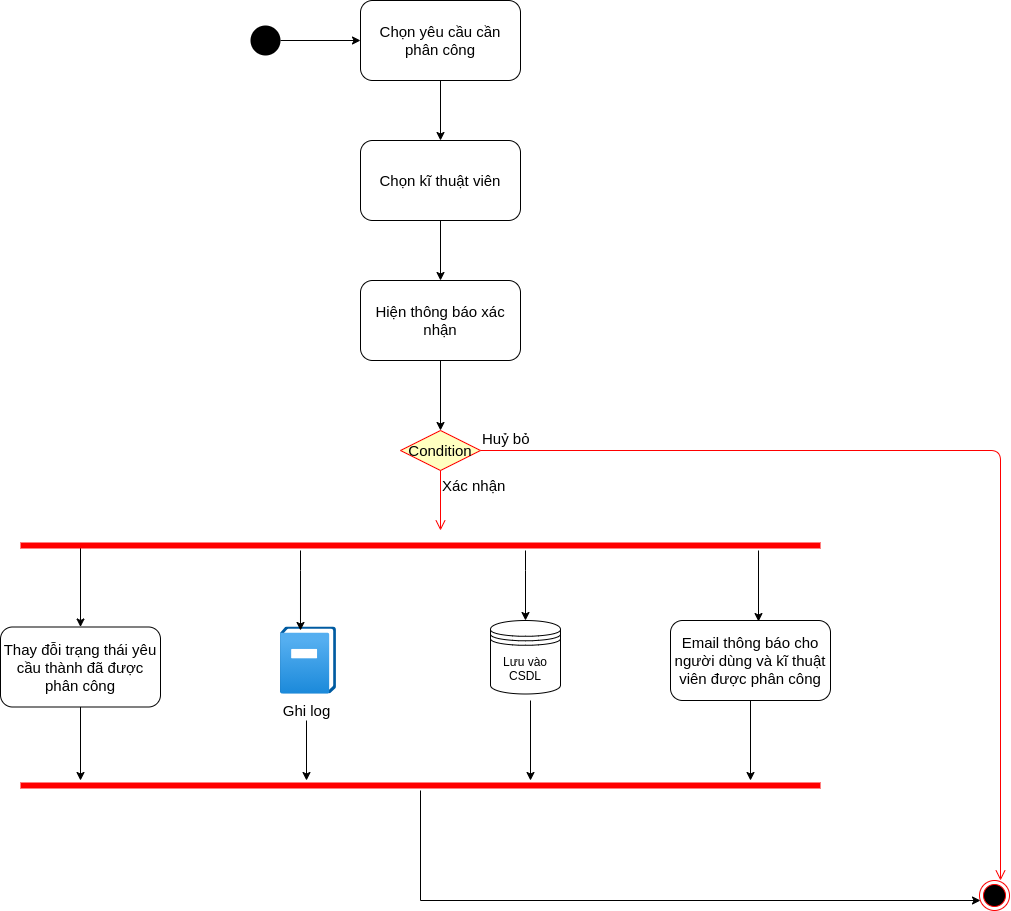 Chọn yêu cầu cần
phân công
Chọn kĩ thuật viên
Hiện thông báo xác
nhận
Condition
Huỷ bỏ
Xác nhận
Thay đỗi trạng thái yêu
cầu thành đã được
phân công
Ghi log
Lưu vào
CSDL
Email thông báo cho
người dùng và kĩ thuật
viên được phân công